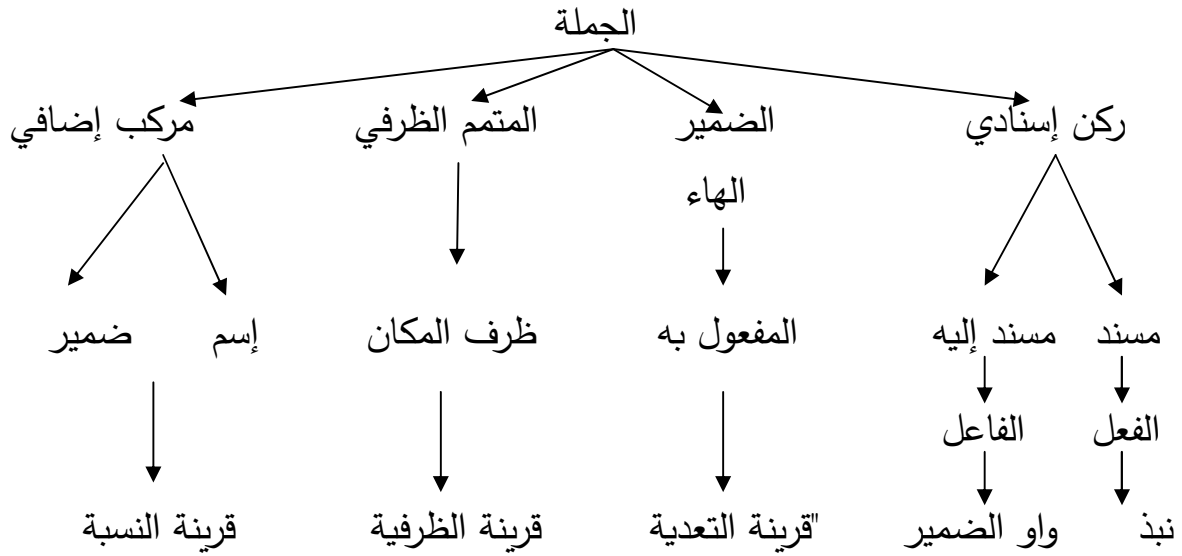 الجملة
ركن إسنادي الضمير المتمم الظرفي مركب إضافي
الهاء
مسند مسند إليه المفعول به ظرف المكان إسم ضمير
الفعل الفاعل
نبذ واو الضمير "قرينة التعدية قرينة الظرفية قرينة النسبة